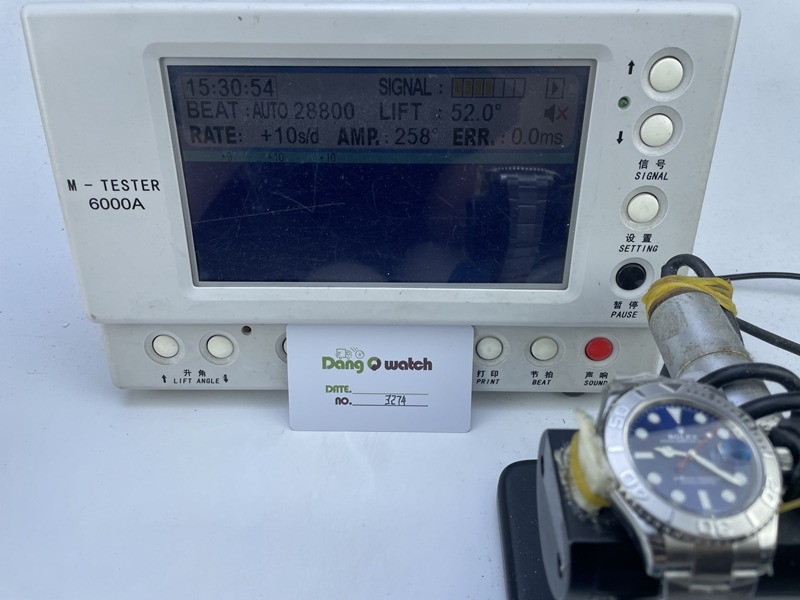 15:30:54 SIGNAL :
BEAT : AUTO 28800 LIFT : 52.0°
RATE: +10s/d AMP.: 258° ERR.: 0.0ms
M - TESTER
6000A
信号
SIGNAL
设置
SETTING
暂停
PAUSE
升角
LIFT ANGLE
打印
PRINT
节拍
BEAT
声响
SOUND
Dang Q watch
DATE.
NO. 3274
ROLEX